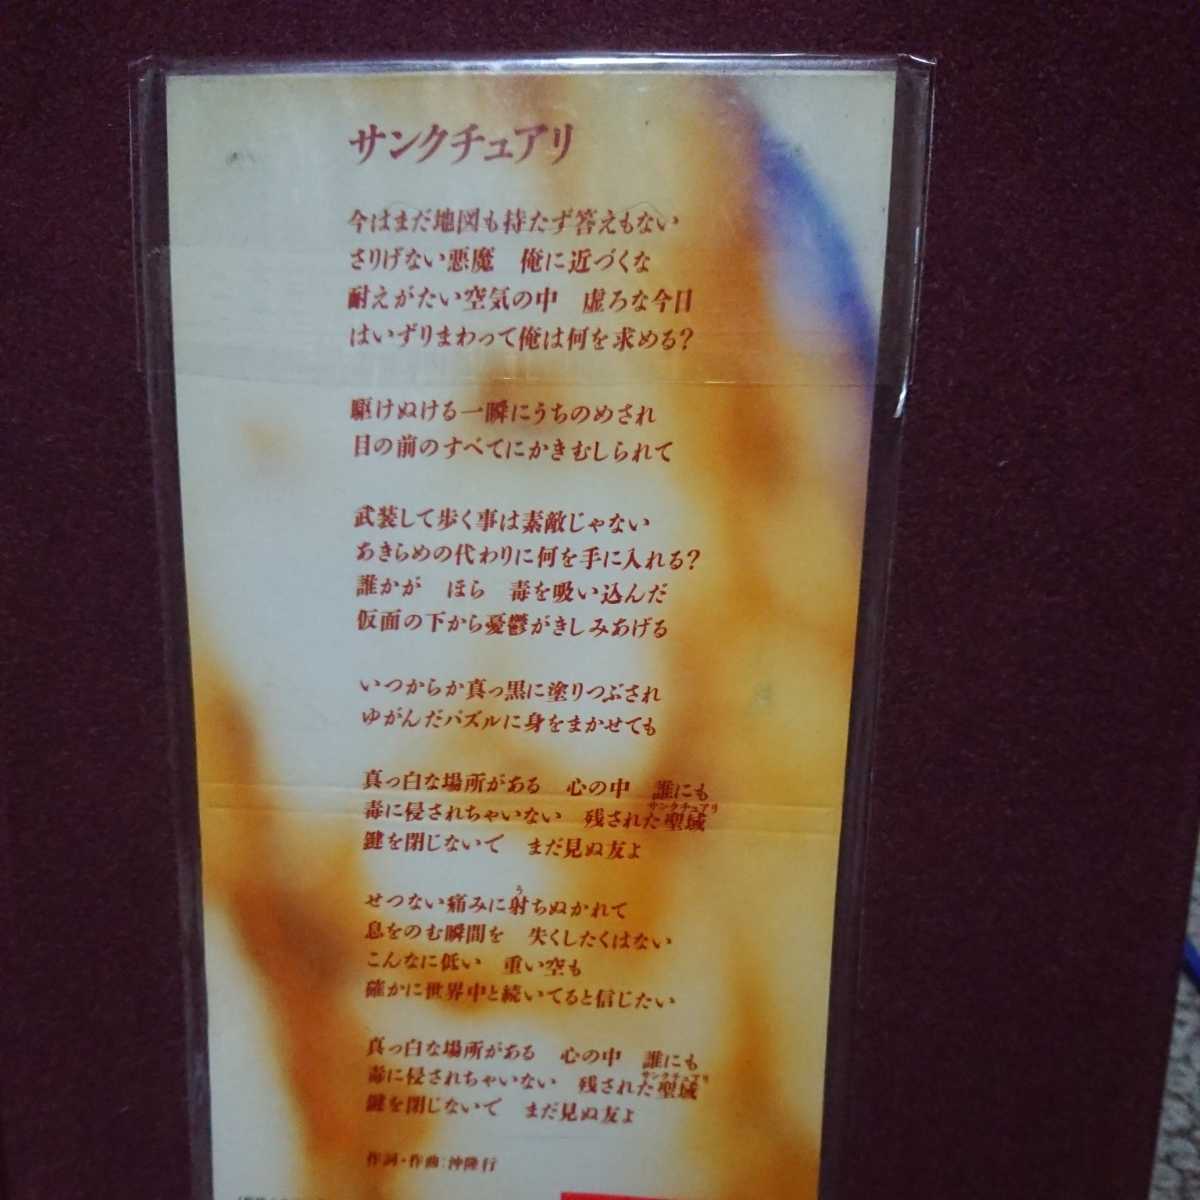 サンクチュアリ
今はまだ地図も持たず答えもない
さりげない悪魔　俺に近づくな
耐えがたい空気の中　虚ろな今日
はいずりまわって俺は何を求める?
駆けぬける一瞬にうちのめされ
目の前のすべてにかきむしられて
武装して歩く事は素敵じゃない
あきらめの代わりに何を手に入れる?
誰かが　ほら　毒を吸い込んだ
仮面の下から憂鬱がきしみあげる
いつからか真っ黒に塗りつぶされ
ゆがんだパズルに身をまかせても
真っ白な場所がある　心の中　誰にも
サンクチュアリ
毒に侵されちゃいない　残された聖域
鍵を閉じないで　まだ見ぬ友よ
う
せつない痛みに射ちぬかれて
息をのむ瞬間を　失くしたくはない
こんなに低い　重い空も
確かに世界中と続いてると信じたい
真っ白な場所がある　心の中　誰にも
サンクチュアリ
毒に侵されちゃいない　残された聖域
鍵を閉じないで　まだ見ぬ友よ
作詞・作曲:沖隆行